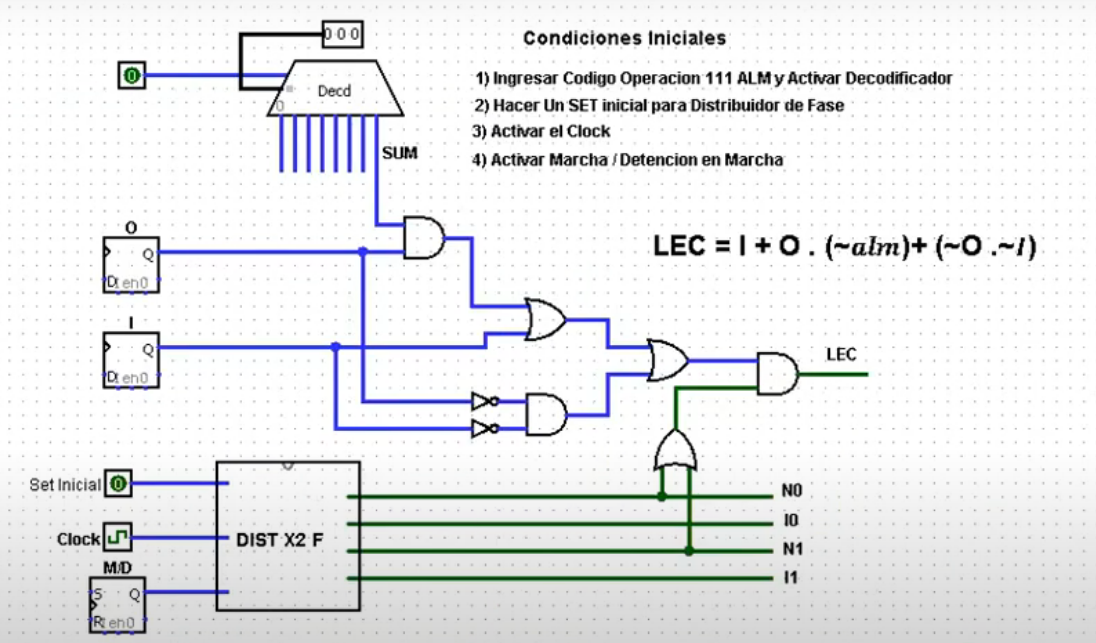 0 0 0
Condiciones Iniciales
0
Decd
0
1) Ingresar Codigo Operacion 111 ALM y Activar Decodificador
2) Hacer Un SET inicial para Distribuidor de Fase
3) Activar el Clock
4) Activar Marcha / Detencion en Marcha
SUM
O
Q
D en0
LEC = I + O . (~alm)+ (~O .~I)
I
Q
D en0
LEC
Set Inicial 0
Clock
DIST X2 F
N0
I0
N1
I1
M/D
S Q
R en0